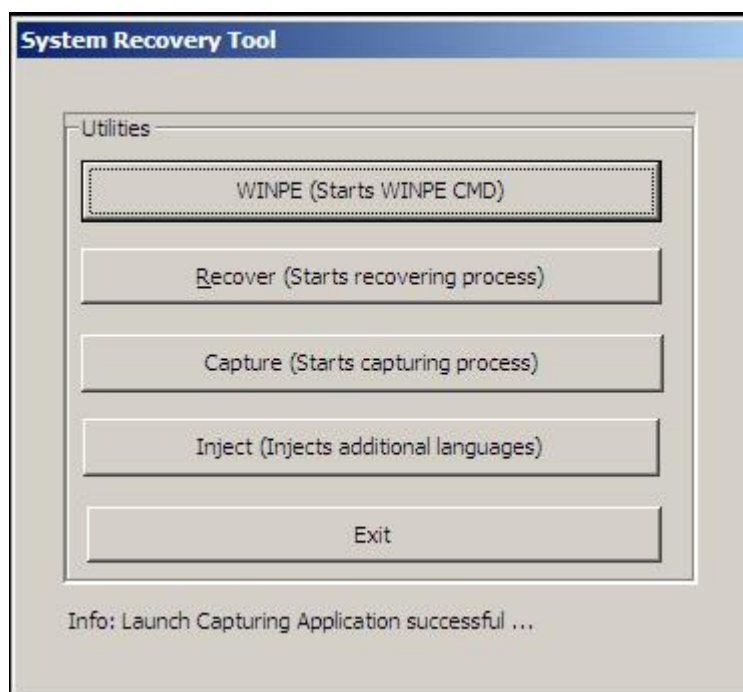 System Recovery Tool
Utilities
WINPE (Starts WINPE CMD)
Recover (Starts recovering process)
Capture (Starts capturing process)
Inject (Injects additional languages)
Exit
Info: Launch Capturing Application successful ...